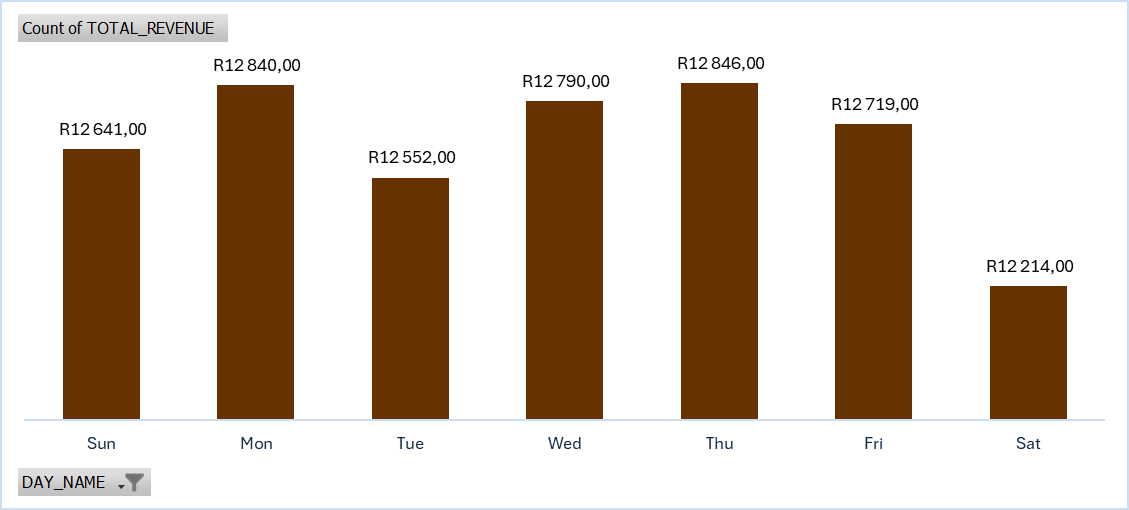 Count of TOTAL_REVENUE
R12 641,00
R12 840,00
R12 552,00
R12 790,00
R12 846,00
R12 719,00
R12 214,00
Sun
Mon
Tue
Wed
Thu
Fri
Sat
DAY_NAME